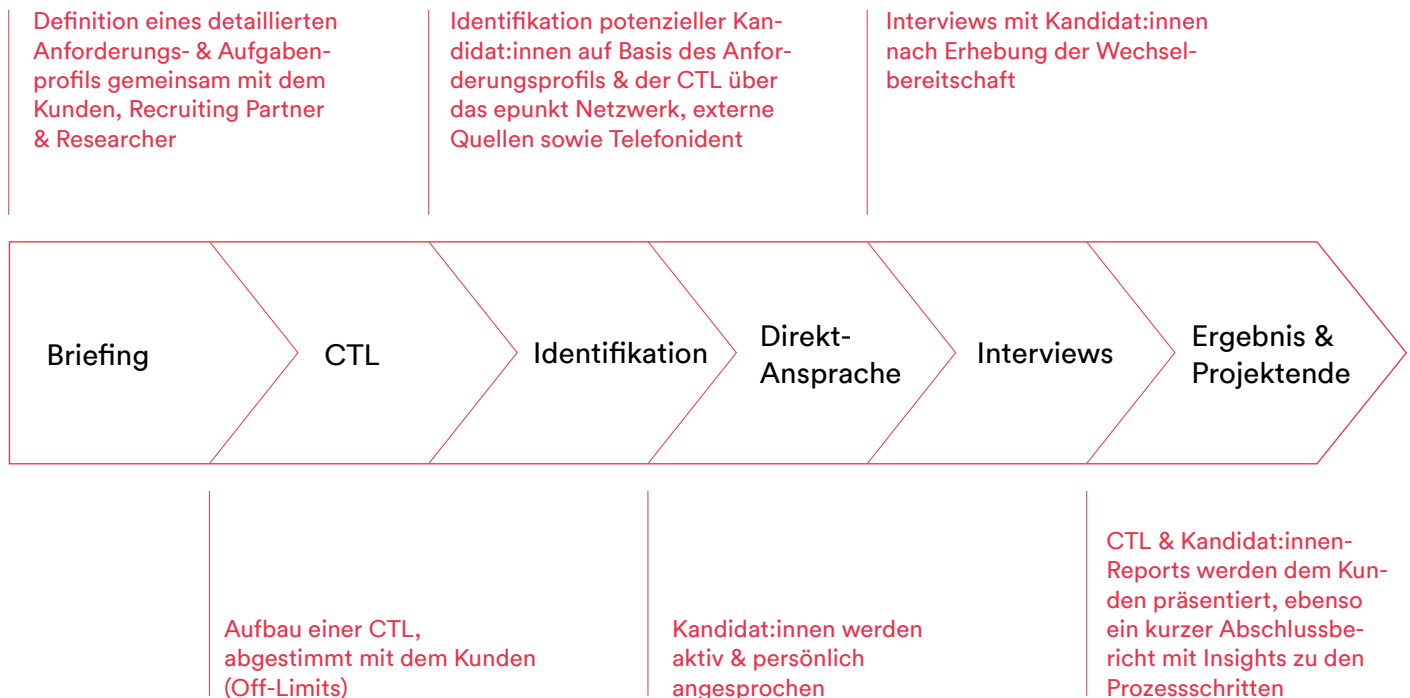 Definition eines detaillierten
Anforderungs- & Aufgaben-
profils gemeinsam mit dem
Kunden, Recruiting Partner
& Researcher
Identifikation potenzieller Kan-
didat:innen auf Basis des Anfor-
derungsprofils & der CTL über
das epunkt Netzwerk, externe
Quellen sowie Telefonident
Interviews mit Kandidat:innen
nach Erhebung der Wechsel-
bereitschaft
Briefing
CTL
Identifikation
Direkt-
Ansprache
Interviews
Ergebnis &
Projektende
Aufbau einer CTL,
abgestimmt mit dem Kunden
(Off-Limits)
Kandidat:innen werden
aktiv & persönlich
angesprochen
CTL & Kandidat:innen-
Reports werden dem Kun-
den präsentiert, ebenso
ein kurzer Abschlussbe-
richt mit Insights zu den
Prozessschritten